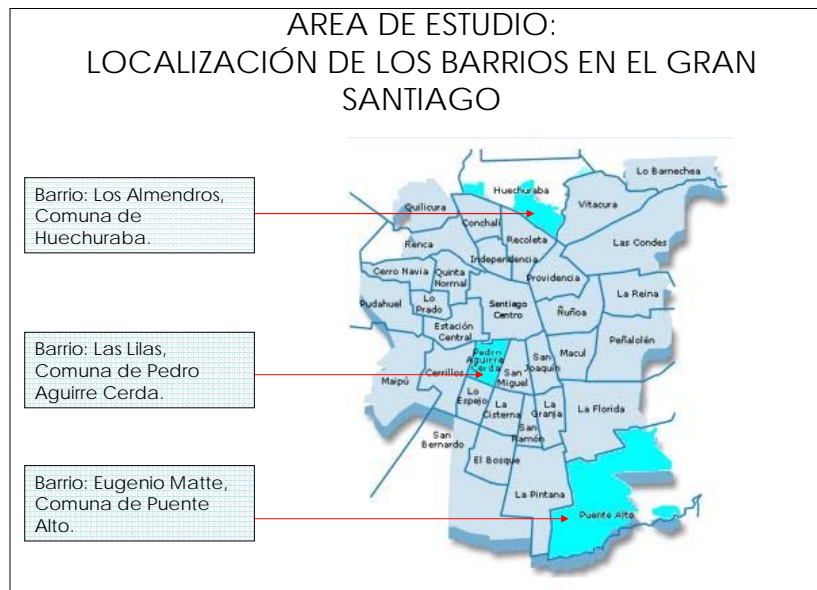 AREA DE ESTUDIO:
LOCALIZACIÓN DE LOS BARRIOS EN EL GRAN
SANTIAGO
Barrio: Los Almendros,
Comuna de
Huechuraba.
Barrio: Las Lilas,
Comuna de Pedro
Aguirre Cerda.
Barrio: Eugenio Matte,
Comuna de Puente
Alto.
Lo Barnechea
Huechuraba
Vitacura
Quilicura
Conchalí
Recoleta
Las Condes
Renca
Independencia
Cerro Navia
Quinta
Normal
Providencia
La Reina
Pudahuel
Lo
Prado
Santiago
Centro
Ñuñoa
Estación
Central
Peñalolén
Pedro
Aguirre
Cerda
Macul
San
Joaquín
Cerrillos
San
Miguel
Maipú
Lo
Espejo
La
Cisterna
La
Granja
La Florida
San
Ramón
San
Bernardo
El Bosque
La Pintana
Puente Alto